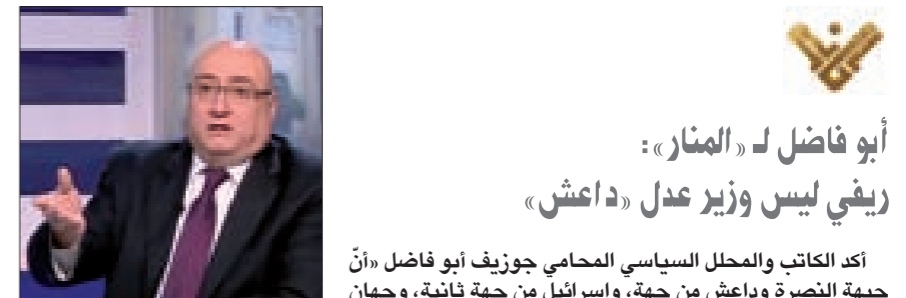 أبو فاضل لـ «المنار»:
ريفي ليس وزير عدل «داعش»
أكد الكاتب والمحلل السياسي المحامي جوزيف أبو فاضل «أنّ
جبهة النصرة وداعش من جهة، واسرائيل من جهة ثانية، وجهان